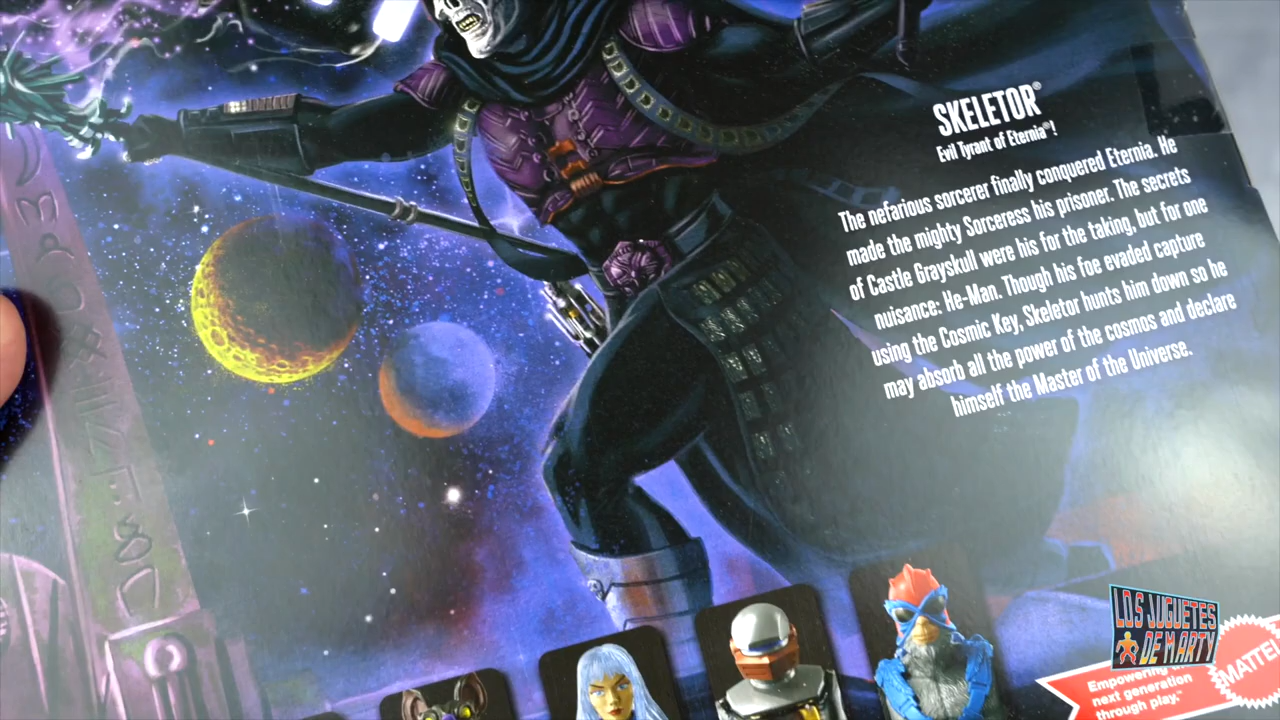 SKELETOR®
Evil Tyrant of Eternia®!
The nefarious sorcerer finally conquered Eternia. He
made the mighty Sorceress his prisoner. The secrets
of Castle Grayskull were his for the taking, but for one
nuisance: He-Man. Though his foe evaded capture
using the Cosmic Key, Skeletor hunts him down so he
may absorb all the power of the cosmos and declare
himself the Master of the Universe.
LOS JUGUETES
DE MARTY
Empowering
next generation
through play.™
MATTEL